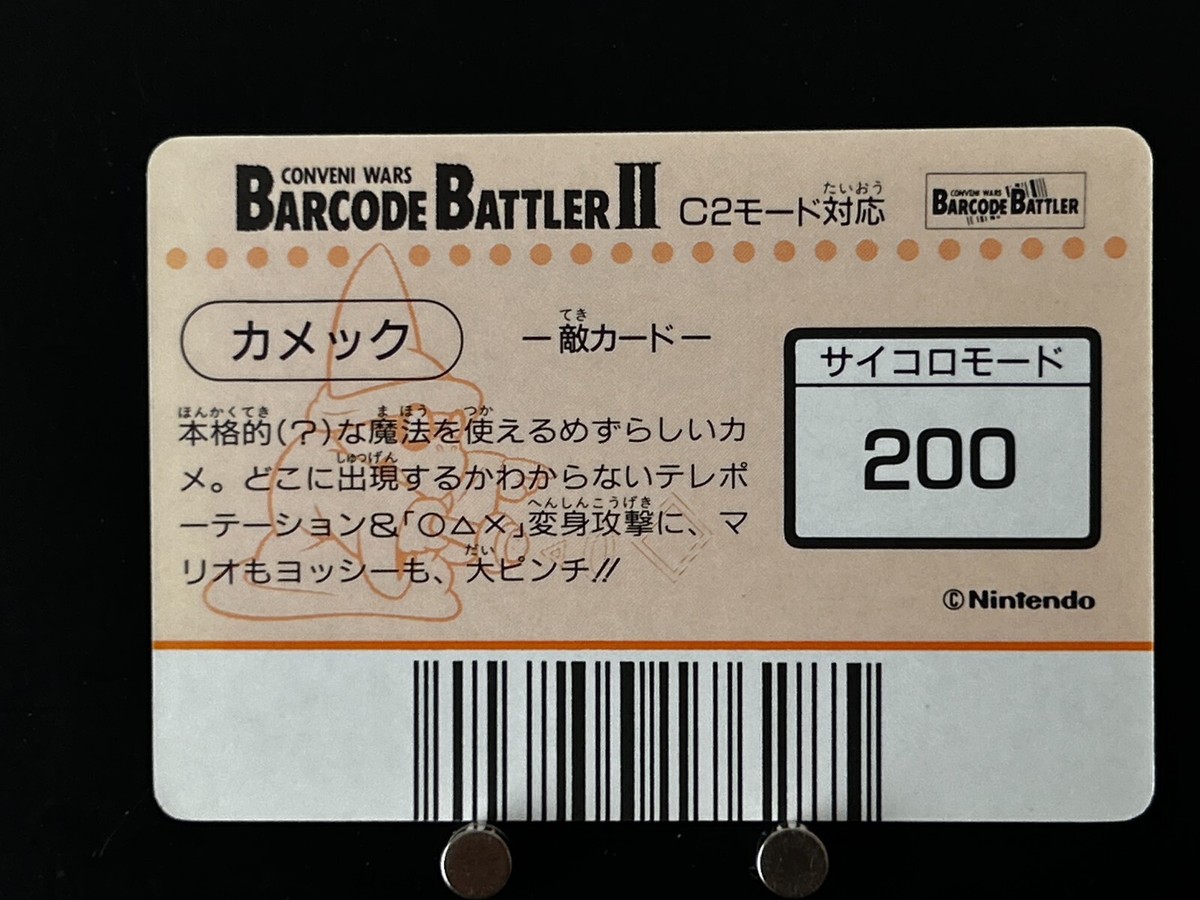 CONVENI WARS
BARCODE BATTLER II
C2モード対応
たいおう
CONVENI WARS
BARCODE BATTLER
カメック
てき
ー敵カードー
サイコロモード
200
ほんかくてき まほう つか
本格的(?)な魔法を使えるめずらしいカ
しゅつげん
メ。どこに出現するかわからないテレポ
へんしんこうげき
ーテーション&「○△×」変身攻撃に、マ
だい
リオもヨッシーも、大ピンチ!!
©Nintendo